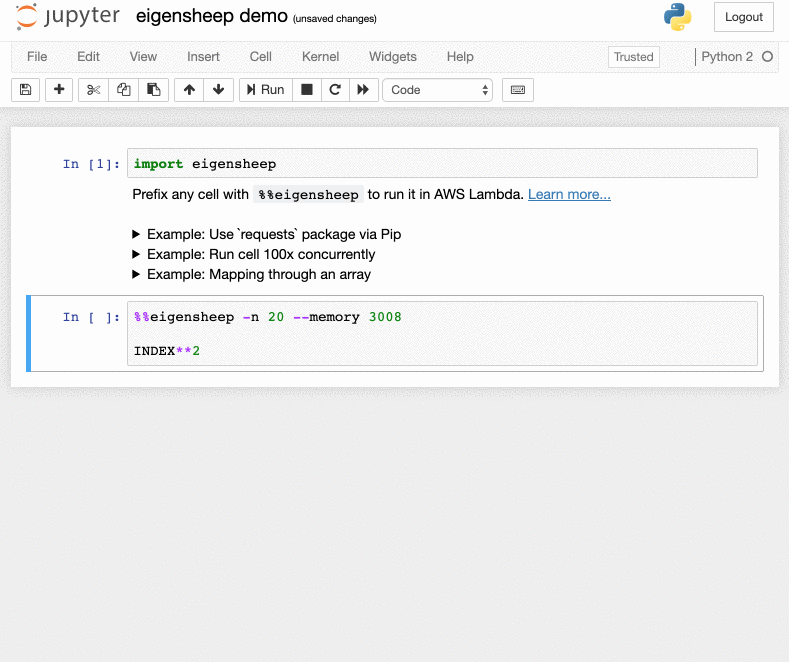 jupyter eigensheep demo (unsaved changes) Logout
File Edit View Insert Cell Kernel Widgets Help Trusted Python 2
Run Code
In [1]: import eigensheep
Prefix any cell with %%eigensheep to run it in AWS Lambda. Learn more...
Example: Use `requests` package via Pip
Example: Run cell 100x concurrently
Example: Mapping through an array
In [ ]: %%eigensheep -n 20 --memory 3008
INDEX**2